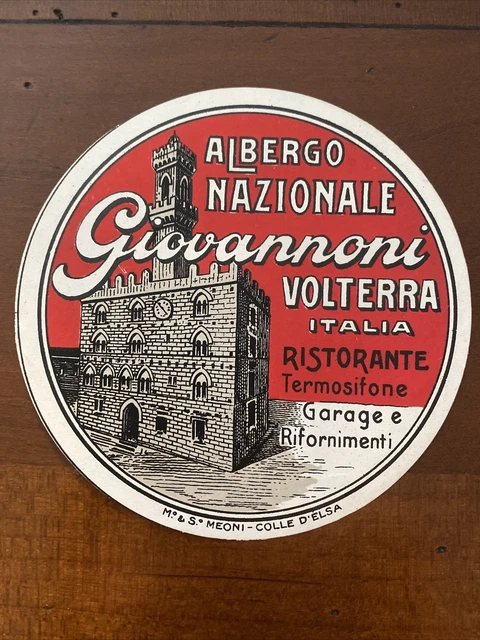 ALBERGO
NAZIONALE
Giovannoni
VOLTERRA
ITALIA
RISTORANTE
Termosifone
Garage e
Rifornimenti
M.º & S.º MEONI - COLLE D'ELSA